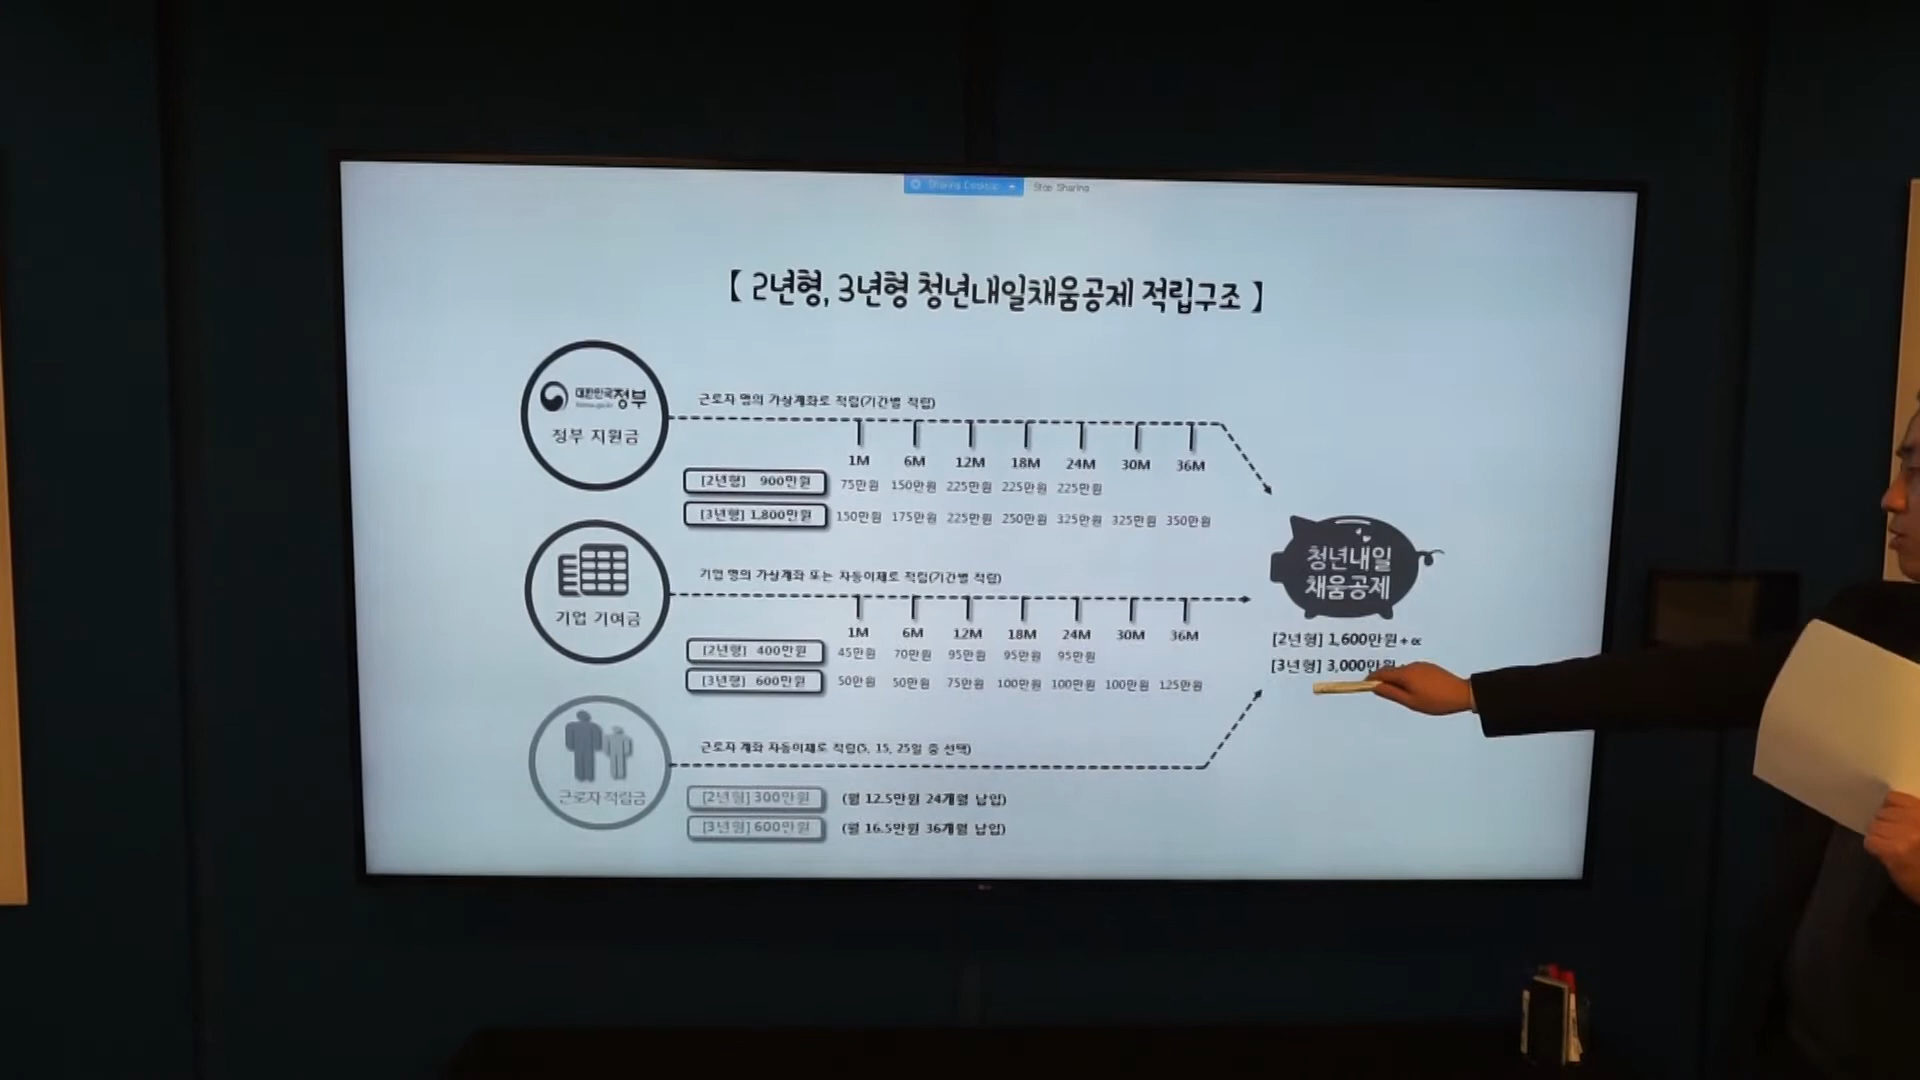 Sharing Desktop Stop Sharing
【 2년형, 3년형 청년내일채움공제 적립구조 】
대한민국정부
정부 지원금
근로자 명의 가상계좌로 적립(기간별 적립)
1M 6M 12M 18M 24M 30M 36M
[2년형] 900만원 75만원 150만원 225만원 225만원 225만원
[3년형] 1,800만원 150만원 175만원 225만원 250만원 325만원 325만원 350만원
기업 기여금
기업 명의 가상계좌 또는 자동이체로 적립(기간별 적립)
1M 6M 12M 18M 24M 30M 36M
[2년형] 400만원 45만원 70만원 95만원 95만원 95만원
[3년형] 600만원 50만원 50만원 75만원 100만원 100만원 100만원 125만원
근로자 적립금
근로자 계좌 자동이체로 적립(5, 15, 25일 중 선택)
[2년형] 300만원 (월 12.5만원 24개월 납입)
[3년형] 600만원 (월 16.5만원 36개월 납입)
청년내일
채움공제
[2년형] 1,600만원+α
[3년형] 3,000만원